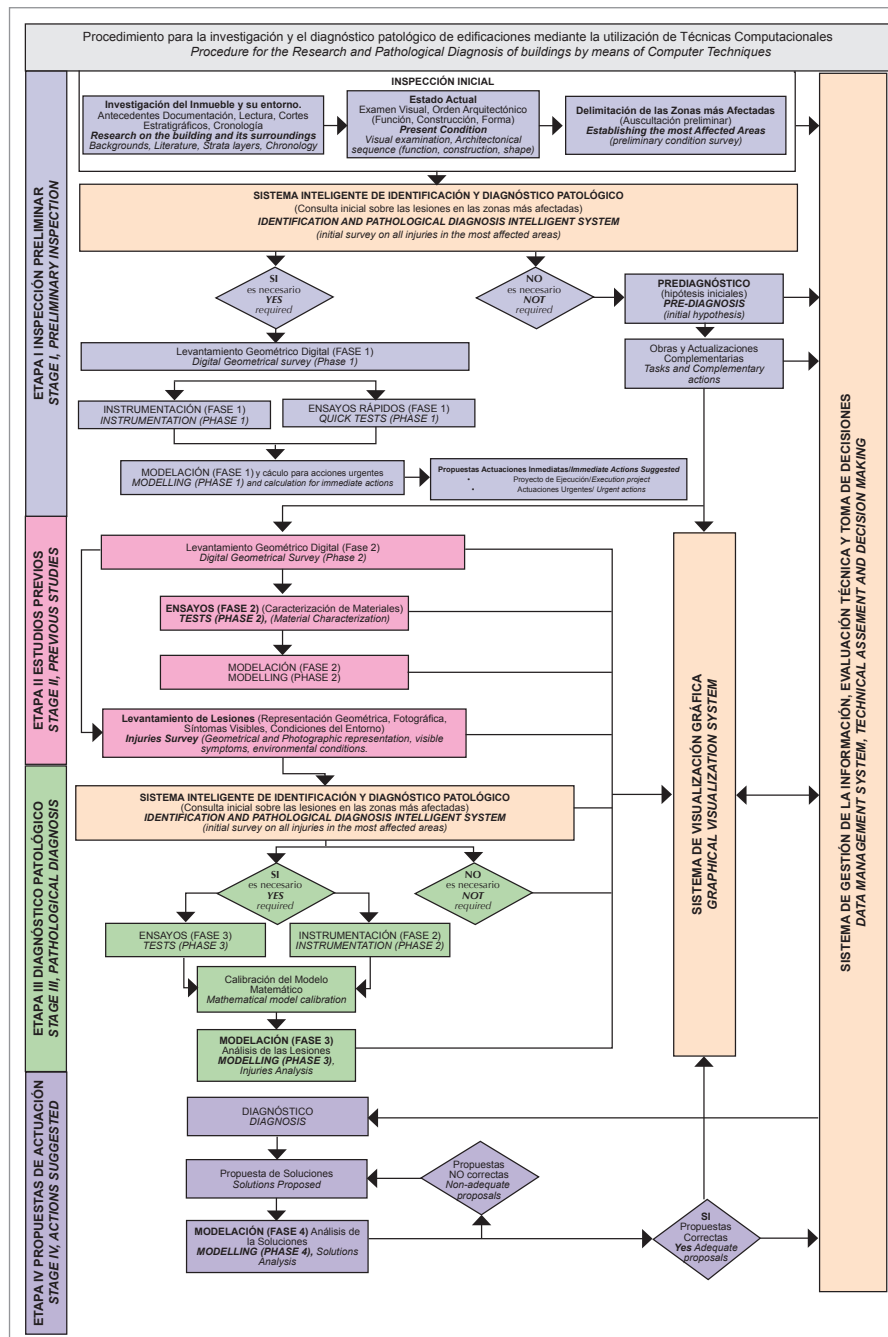 Procedimiento para la investigación y el diagnóstico patológico de edificaciones mediante la utilización de Técnicas Computacionales
Procedure for the Research and Pathological Diagnosis of buildings by means of Computer Techniques
ETAPA I INSPECCIÓN PRELIMINAR
STAGE I, PRELIMINARY INSPECTION
INSPECCIÓN INICIAL
Investigación del Inmueble y su entorno.
Antecedentes Documentación, Lectura, Cortes
Estratigráficos, Cronología
Research on the building and its surroundings
Backgrounds, Literature, Strata layers, Chronology
Estado Actual
Examen Visual, Orden Arquitectónico
(Función, Construcción, Forma)
Present Condition
Visual examination, Architectonical
sequence (function, construction, shape)
Delimitación de las Zonas más Afectadas
(Auscultación preliminar)
Establishing the most Affected Areas
(preliminary condition survey)
SISTEMA INTELIGENTE DE IDENTIFICACIÓN Y DIAGNÓSTICO PATOLÓGICO
(Consulta inicial sobre las lesiones en las zonas más afectadas)
IDENTIFICATION AND PATHOLOGICAL DIAGNOSIS INTELLIGENT SYSTEM
(initial survey on all injuries in the most affected areas)
SI
es necesario
YES
required
NO
es necesario
NOT
required
PREDIAGNÓSTICO
(hipótesis iniciales)
PRE-DIAGNOSIS
(initial hypothesis)
Levantamiento Geométrico Digital (FASE 1)
Digital Geometrical survey (Phase 1)
Obras y Actualizaciones
Complementarias
Tasks and Complementary
actions
INSTRUMENTACIÓN (FASE 1)
INSTRUMENTATION (PHASE 1)
ENSAYOS RÁPIDOS (FASE 1)
QUICK TESTS (PHASE 1)
MODELACIÓN (FASE 1) y cáculo para acciones urgentes
MODELLING (PHASE 1) and calculation for immediate actions
Propuestas Actuaciones Inmediatas/Immediate Actions Suggested
• Proyecto de Ejecución/Execution project
• Actuaciones Urgentes/ Urgent actions
ETAPA II ESTUDIOS PREVIOS
STAGE II, PREVIOUS STUDIES
Levantamiento Geométrico Digital (Fase 2)
Digital Geometrical Survey (Phase 2)
ENSAYOS (FASE 2) (Caracterización de Materiales)
TESTS (PHASE 2), (Material Characterization)
MODELACIÓN (FASE 2)
MODELLING (PHASE 2)
Levantamiento de Lesiones (Representación Geométrica, Fotográfica,
Síntomas Visibles, Condiciones del Entorno)
Injuries Survey (Geometrical and Photographic representation, visible
symptoms, environmental conditions.
ETAPA III DIAGNÓSTICO PATOLÓGICO
STAGE III, PATHOLOGICAL DIAGNOSIS
SISTEMA INTELIGENTE DE IDENTIFICACIÓN Y DIAGNÓSTICO PATOLÓGICO
(Consulta inicial sobre las lesiones en las zonas más afectadas)
IDENTIFICATION AND PATHOLOGICAL DIAGNOSIS INTELLIGENT SYSTEM
(initial survey on all injuries in the most affected areas)
SI
es necesario
YES
required
NO
es necesario
NOT
required
ENSAYOS (FASE 3)
TESTS (PHASE 3)
INSTRUMENTACIÓN (FASE 2)
INSTRUMENTATION (PHASE 2)
Calibración del Modelo
Matemático
Mathematical model calibration
MODELACIÓN (FASE 3)
Análisis de las Lesiones
MODELLING (PHASE 3),
Injuries Analysis
SISTEMA DE VISUALIZACIÓN GRÁFICA
GRAPHICAL VISUALIZATION SYSTEM
SISTEMA DE GESTIÓN DE LA INFORMACIÓN, EVALUACIÓN TÉCNICA Y TOMA DE DECISIONES
DATA MANAGEMENT SYSTEM, TECHNICAL ASSEMENT AND DECISION MAKING
ETAPA IV PROPUESTAS DE ACTUACIÓN
STAGE IV, ACTIONS SUGGESTED
DIAGNÓSTICO
DIAGNOSIS
Propuesta de Soluciones
Solutions Proposed
Propuestas
NO correctas
Non-adequate
proposals
MODELACIÓN (FASE 4) Análisis de
la Soluciones
MODELLING (PHASE 4), Solutions
Analysis
SI
Propuestas
Correctas
Yes Adequate
proposals